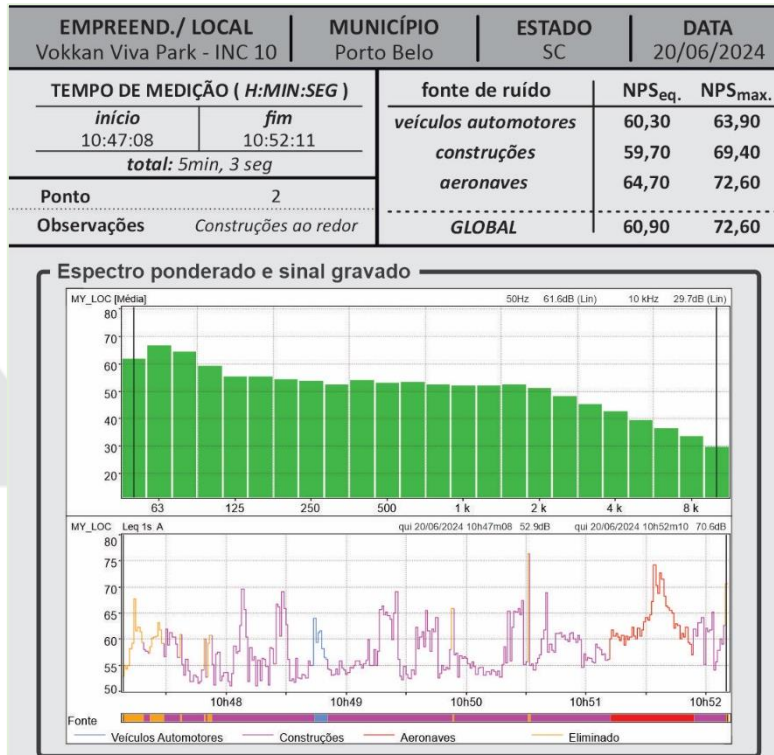 EMPREEND./ LOCAL MUNICÍPIO ESTADO DATA
Vokkan Viva Park - INC 10 Porto Belo SC 20/06/2024
TEMPO DE MEDIÇÃO ( H:MIN:SEG )
início fim
10:47:08 10:52:11
total: 5min, 3 seg
Ponto 2
Observações Construções ao redor
fonte de ruído NPSeq. NPSmax.
veículos automotores 60,30 63,90
construções 59,70 69,40
aeronaves 64,70 72,60
GLOBAL 60,90 72,60
Espectro ponderado e sinal gravado
MY_LOC [Média] 50Hz 61.6dB (Lin) 10 kHz 29.7dB (Lin)
80
70
60
50
40
30
20
63 125 250 500 1 k 2 k 4 k 8 k
MY_LOC Leq 1s A qui 20/06/2024 10h47m08 52.9dB qui 20/06/2024 10h52m10 70.6dB
80
75
70
65
60
55
50
10h48 10h49 10h50 10h51 10h52
Fonte
Veículos Automotores Construções Aeronaves Eliminado